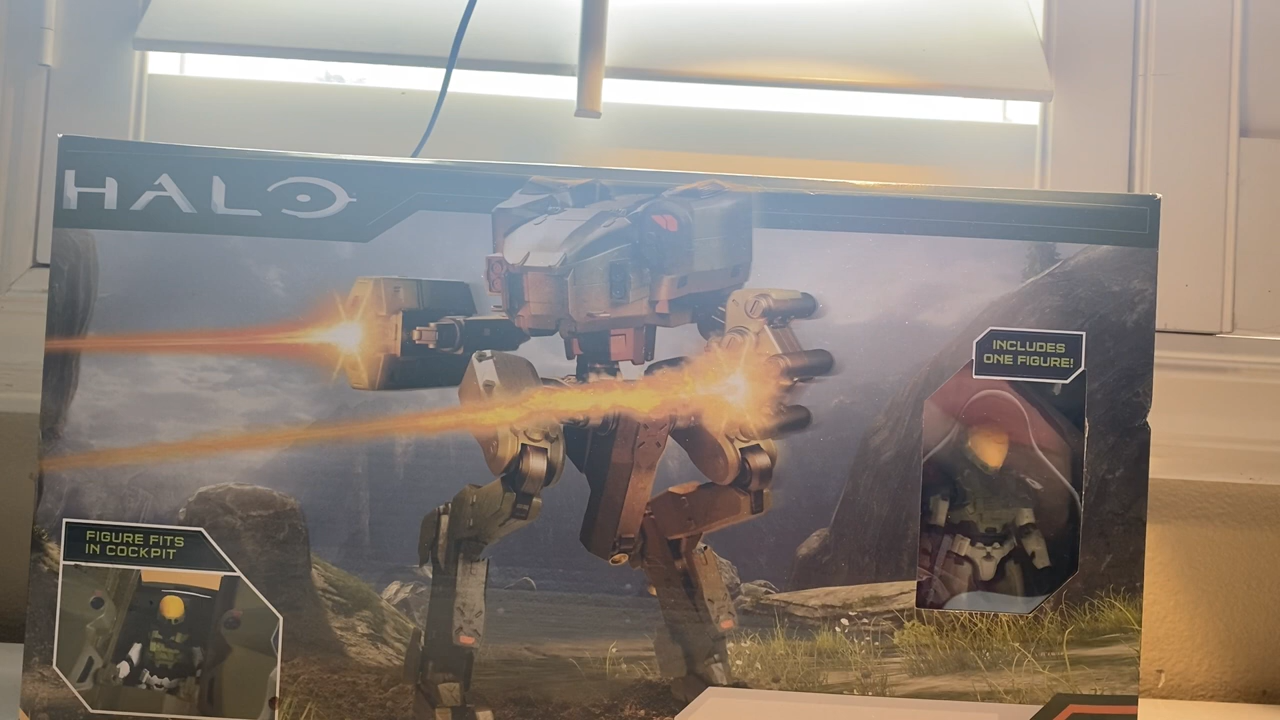 HALO
INCLUDES
ONE FIGURE!
FIGURE FITS
IN COCKPIT